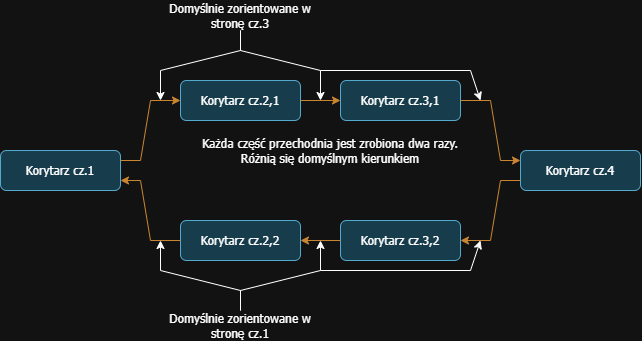 Domyślnie zorientowane w
stronę cz.3
Korytarz cz.2,1
Korytarz cz.3,1
Każda część przechodnia jest zrobiona dwa razy.
Różnią się domyślnym kierunkiem
Korytarz cz.1
Korytarz cz.4
Korytarz cz.2,2
Korytarz cz.3,2
Domyślnie zorientowane w
stronę cz.1